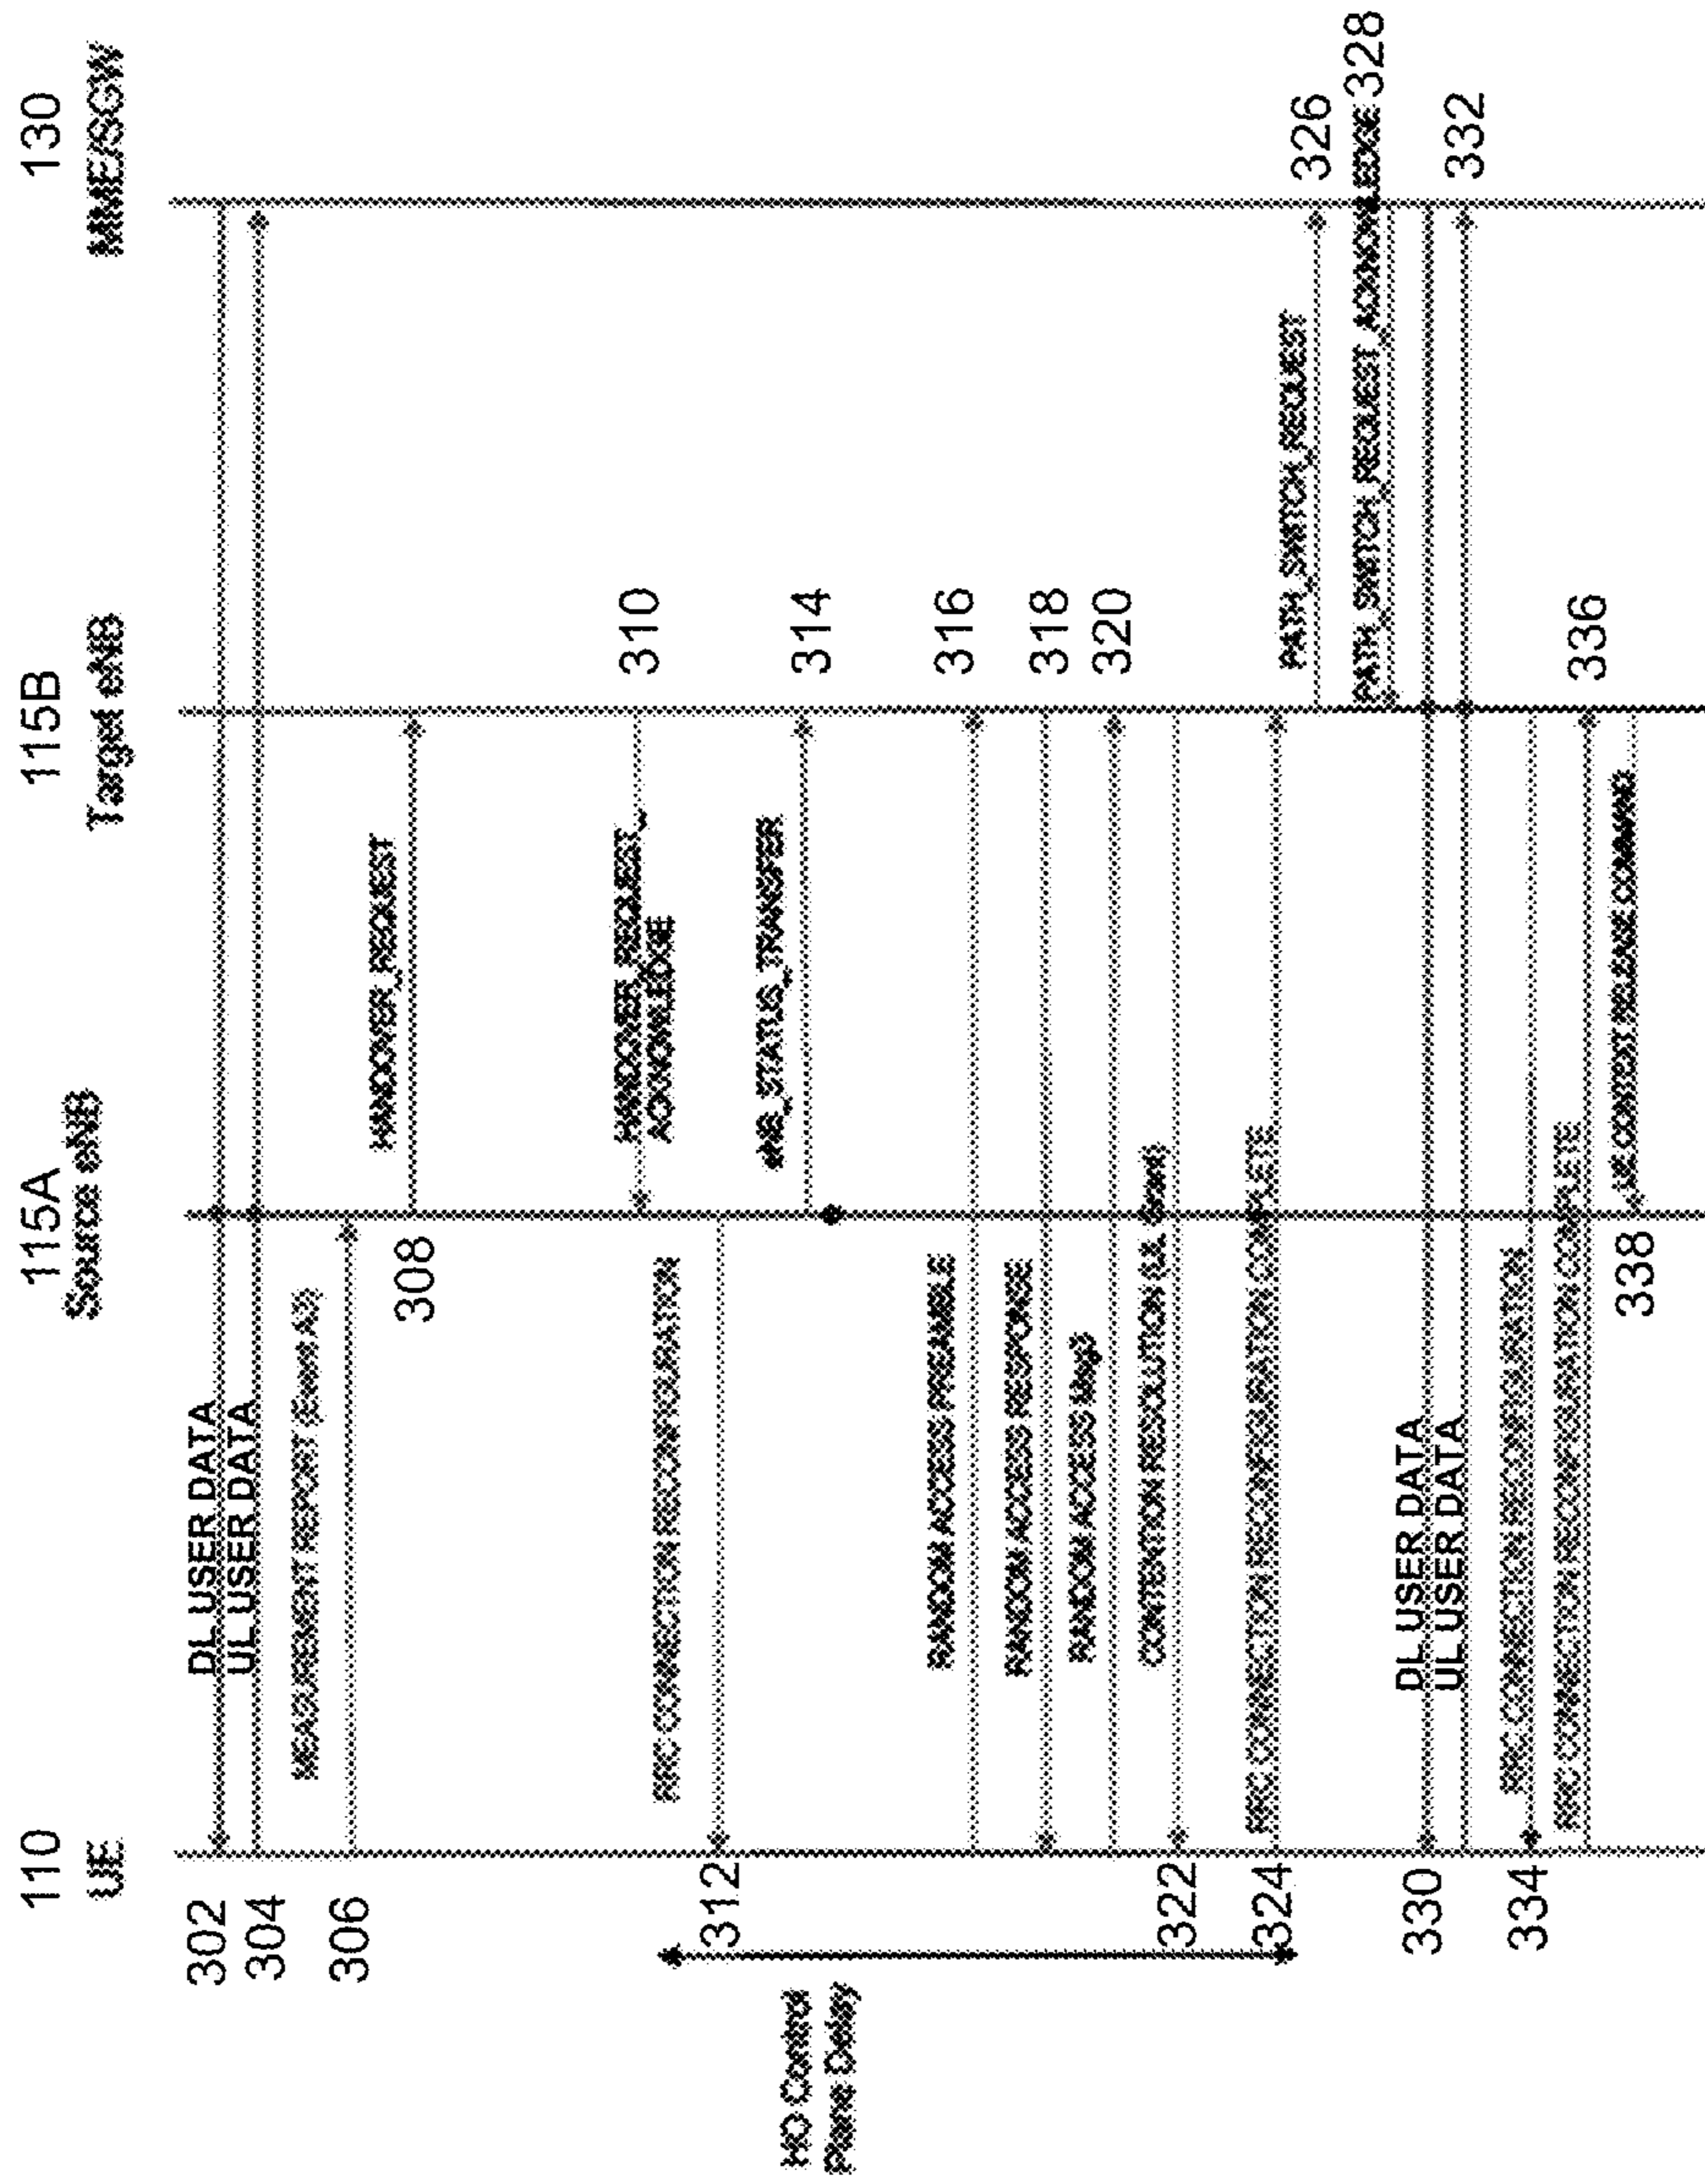 110
UE
115A
Source eNB
115B
Target eNB
130
MME/SGW
302
DL USER DATA
304
UL USER DATA
306
MEASUREMENT REPORT (Event A3)
HANDOVER_REQUEST
308
HANDOVER_REQUEST_
ACKNOWLEDGE
310
RRC CONNECTION RECONFIGURATION
312
eNB_STATUS_TRANSFER
314
HO Control
Plane Delay
RANDOM ACCESS PREAMBLE
316
RANDOM ACCESS RESPONSE
318
RANDOM ACCESS Msg3
320
CONTENTION RESOLUTION (UL Grant)
322
RRC CONNECTION RECONFIGURATION COMPLETE
324
PATH_SWITCH_REQUEST
326
PATH_SWITCH_REQUEST_ACKNOWLEDGE 328
DL USER DATA
330
UL USER DATA
332
RRC CONNECTION RECONFIGURATION
334
RRC CONNECTION RECONFIGURATION COMPLETE
336
UE CONTEXT RELEASE COMMAND
338